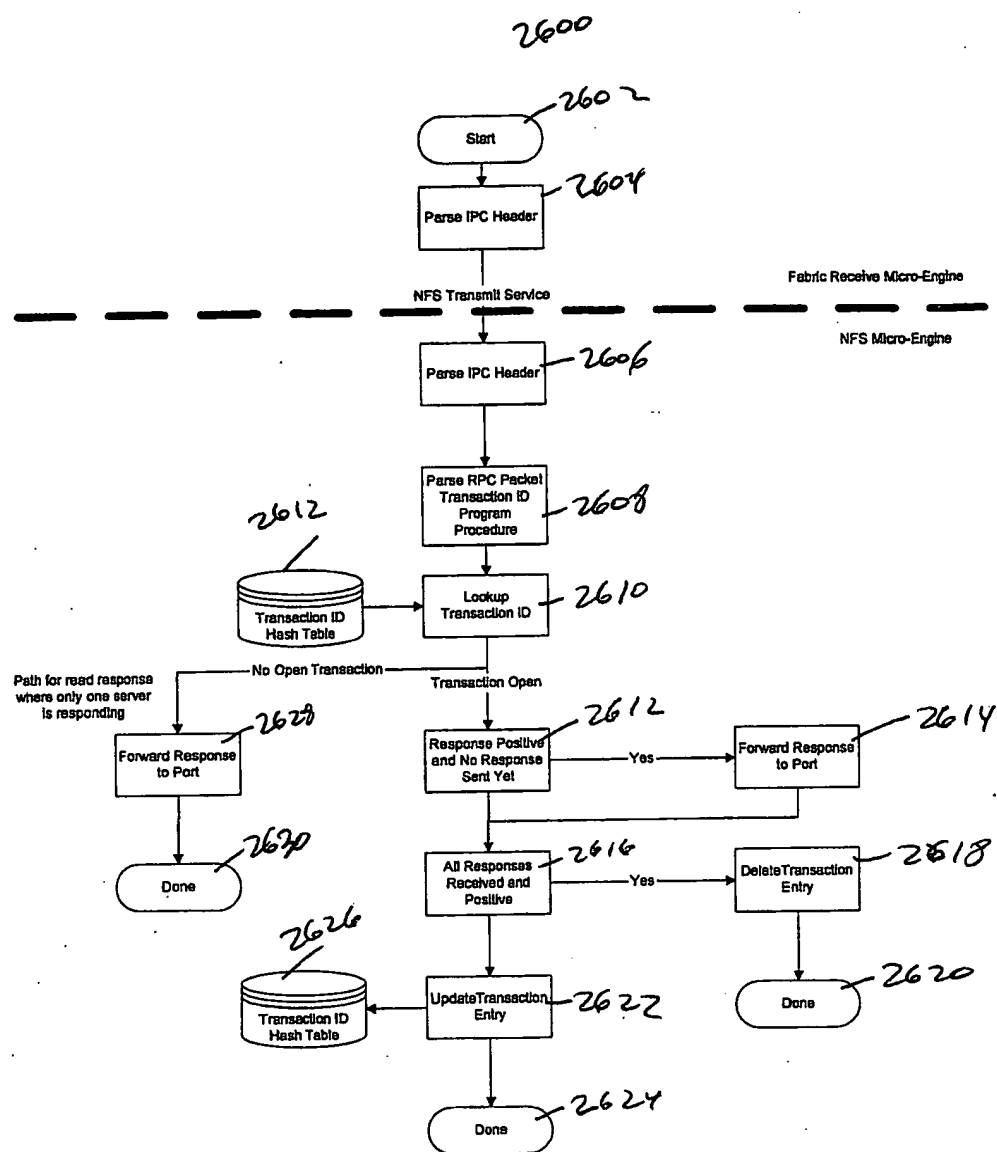 2600
2602
Start
2604
Parse IPC Header
Fabric Receive Micro-Engine
NFS Transmit Service
NFS Micro-Engine
2606
Parse IPC Header
Parse RPC Packet
Transaction ID
Program
Procedure
2608
2612
Transaction ID
Hash Table
Lookup
Transaction ID
2610
No Open Transaction
Transaction Open
Path for read response
where only one server
is responding
2628
Forward Response
to Port
2612
Response Positive
and No Response
Sent Yet
Yes
2614
Forward Response
to Port
2630
Done
2616
All Responses
Received and
Positive
Yes
2618
DeleteTransaction
Entry
2626
Transaction ID
Hash Table
UpdateTransaction
Entry
2622
2620
Done
2624
Done